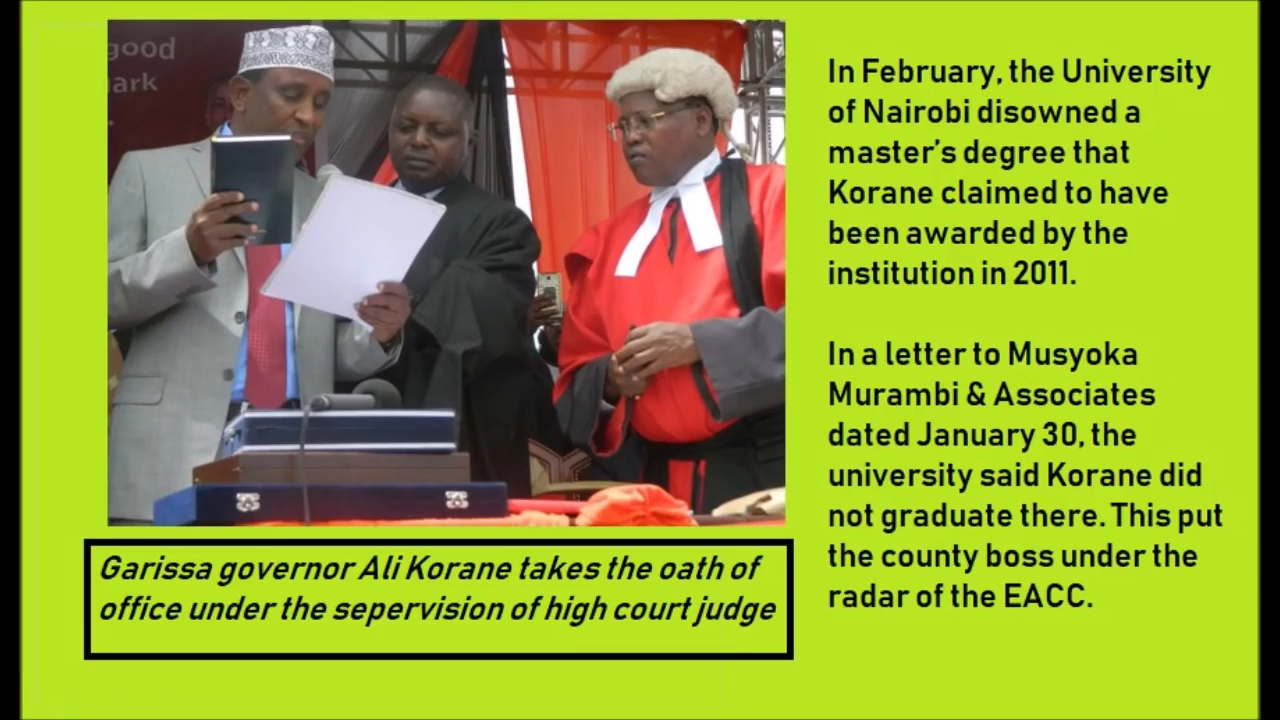 good
ark
In February, the University
of Nairobi disowned a
master's degree that
Korane claimed to have
been awarded by the
institution in 2011.
In a letter to Musyoka
Murambi & Associates
dated January 30, the
university said Korane did
not graduate there. This put
the county boss under the
radar of the EACC.
Garissa governor Ali Korane takes the oath of
office under the sepervision of high court judge